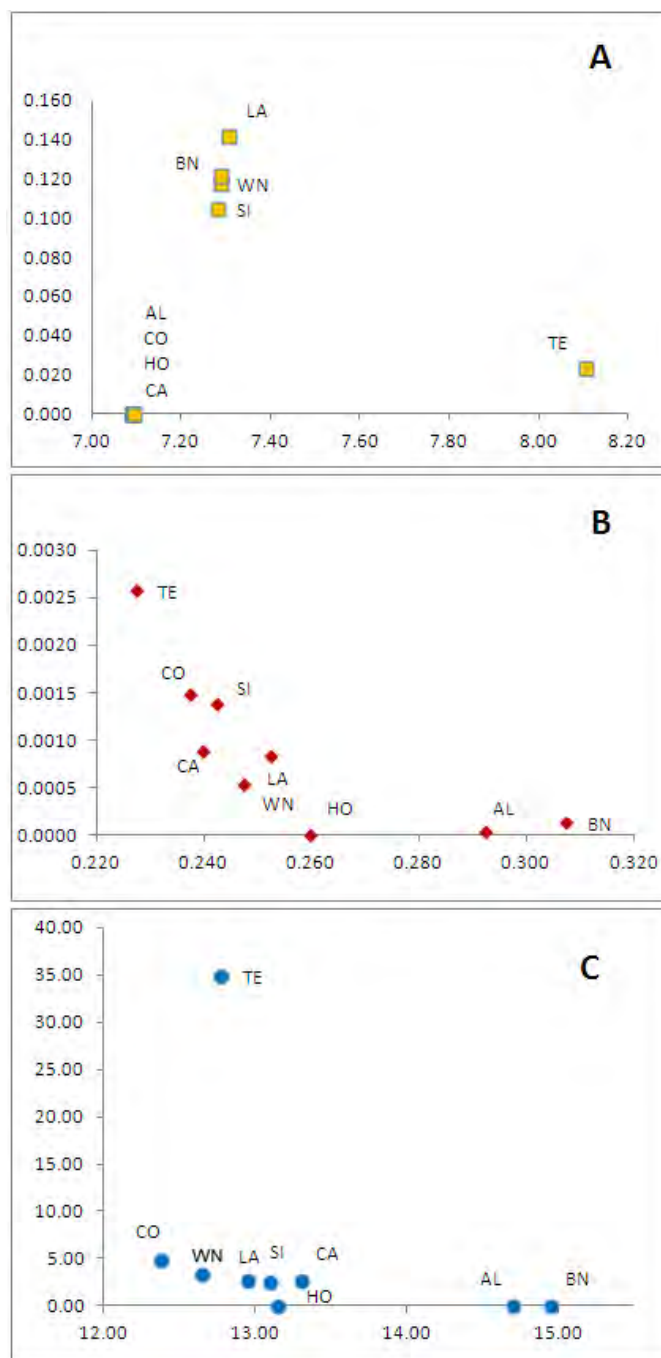 A
0.160
LA
0.140
BN
0.120
WN
0.100
SI
0.080
0.060
AL
0.040
CO
TE
HO
0.020
CA
0.000
7.00 7.20 7.40 7.60 7.80 8.00 8.20
B
0.0030
0.0025
TE
0.0020
CO
SI
0.0015
0.0010
CA
LA
0.0005
WN
HO
AL
BN
0.0000
0.220 0.240 0.260 0.280 0.300 0.320
40.00
C
35.00
TE
30.00
25.00
20.00
15.00
10.00
CO
5.00
WN
LA
SI
CA
AL
BN
HO
0.00
12.00 13.00 14.00 15.00